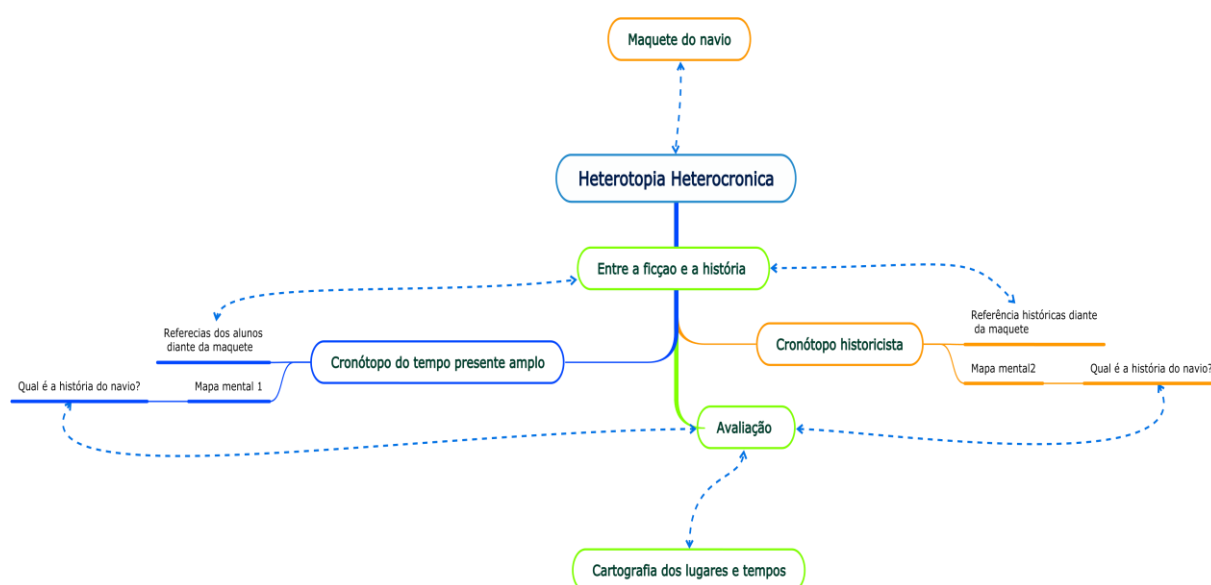 Maquete do navio
Heterotopia Heterocronica
Entre a ficçao e a história
Referecias dos alunos
diante da maquete
Referência históricas diante
da maquete
Cronótopo do tempo presente amplo
Cronótopo historicista
Qual é a história do navio?
Mapa mental 1
Mapa mental2
Qual é a história do navio?
Avaliação
Cartografia dos lugares e tempos